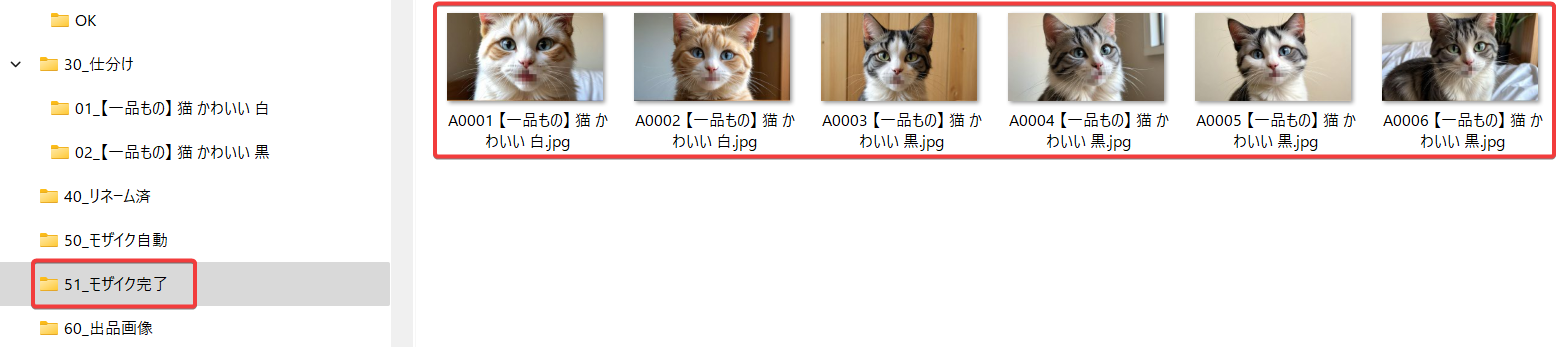 OK
30_仕分け
01_【一品もの】 猫 かわいい 白
02_【一品もの】 猫 かわいい 黒
40_リネーム済
50_モザイク自動
51_モザイク完了
60_出品画像
A0001 【一品もの】 猫 か
わいい 白.jpg
A0002 【一品もの】 猫 か
わいい 白.jpg
A0003 【一品もの】 猫 か
わいい 黒.jpg
A0004 【一品もの】 猫 か
わいい 黒.jpg
A0005 【一品もの】 猫 か
わいい 黒.jpg
A0006 【一品もの】 猫 か
わいい 黒.jpg